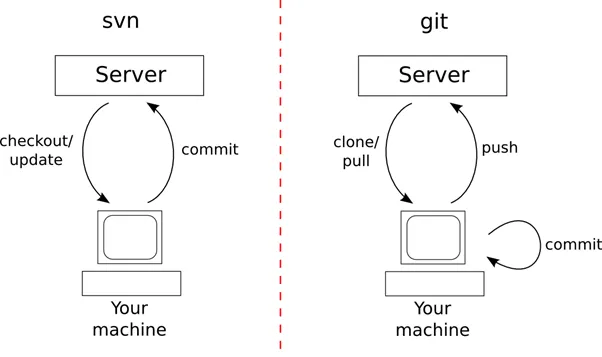 svn
Server
checkout/
update
commit
Your
machine
git
Server
clone/
pull
push
commit
Your
machine